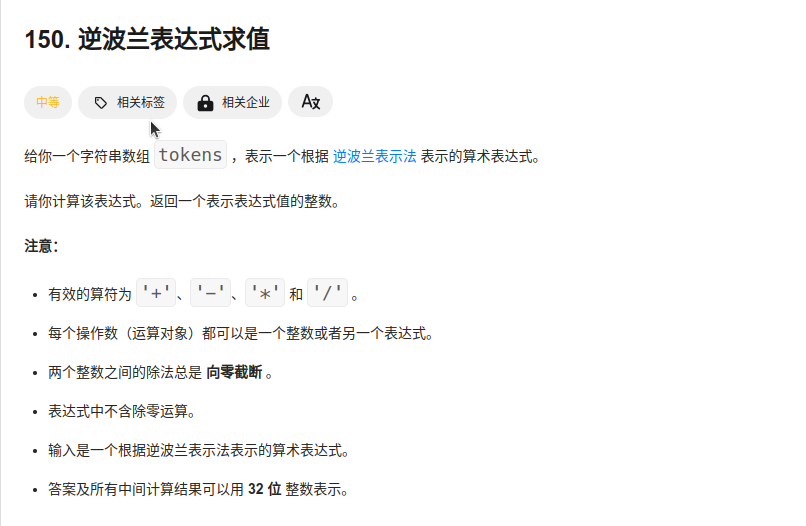 150. 逆波兰表达式求值
中等 相关标签 相关企业 Aｘ
给你一个字符串数组 tokens ，表示一个根据 逆波兰表示法 表示的算术表达式。
请你计算该表达式。返回一个表示表达式值的整数。
注意：
• 有效的算符为 '+'、'-'、'*' 和 '/' 。
• 每个操作数（运算对象）都可以是一个整数或者另一个表达式。
• 两个整数之间的除法总是 向零截断 。
• 表达式中不含除零运算。
• 输入是一个根据逆波兰表示法表示的算术表达式。
• 答案及所有中间计算结果可以用 32 位 整数表示。